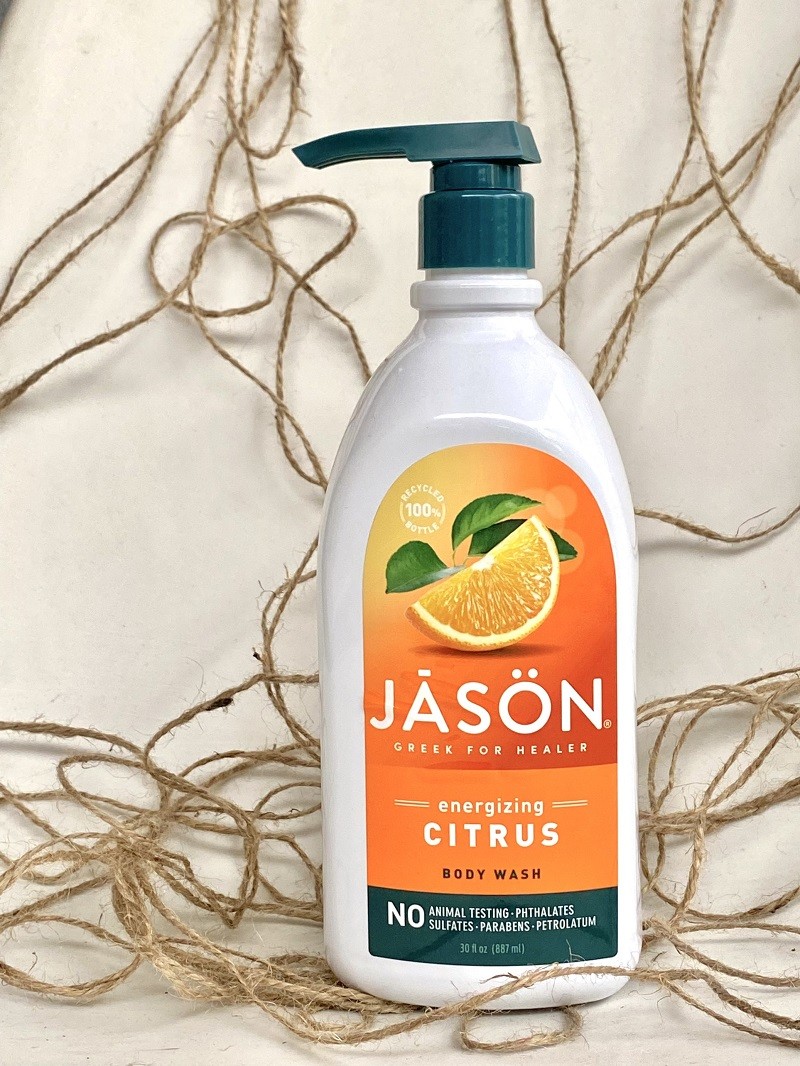 RECYCLED
100%
BOTTLE
JĀSÖN®
GREEK FOR HEALER
energizing
CITRUS
BODY WASH
NO ANIMAL TESTING · PHTHALATES
SULFATES · PARABENS · PETROLATUM
30 fl oz (887 ml)